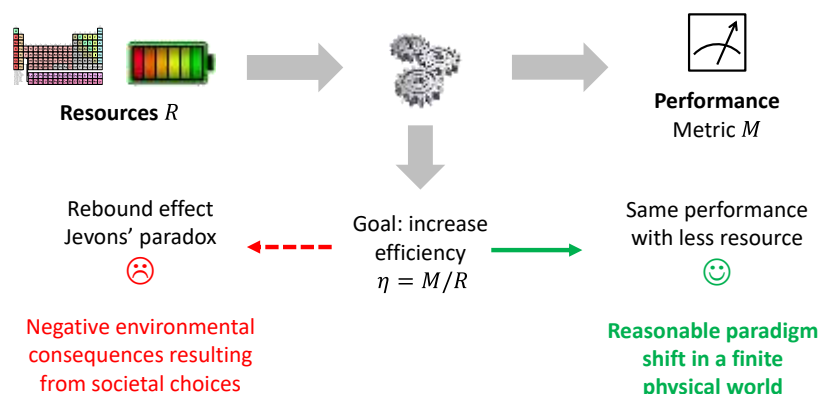 Resources R
Performance
Metric M
Rebound effect
Jevons’ paradox
Goal: increase
efficiency
η = M/R
Same performance
with less resource
Negative environmental
consequences resulting
from societal choices
Reasonable paradigm
shift in a finite
physical world